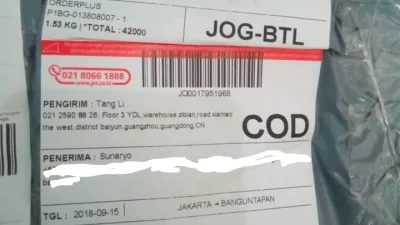 ORDERPLUS
P1BG-013808007 - 1
1.53 KG | *TOTAL : 42000
JOG-BTL
021 8066 1888
www.jet.co.id
JO0017951968
PENGIRIM : Tang Li
021 2590 88 26, Floor 3 YDL,warehouse zibian,road xiamao
the west,district baiyun,guangzhou,guangdong,CN
COD
PENERIMA : Sunaryo
TGL : 2018-09-15
JAKARTA → BANGUNTAPAN